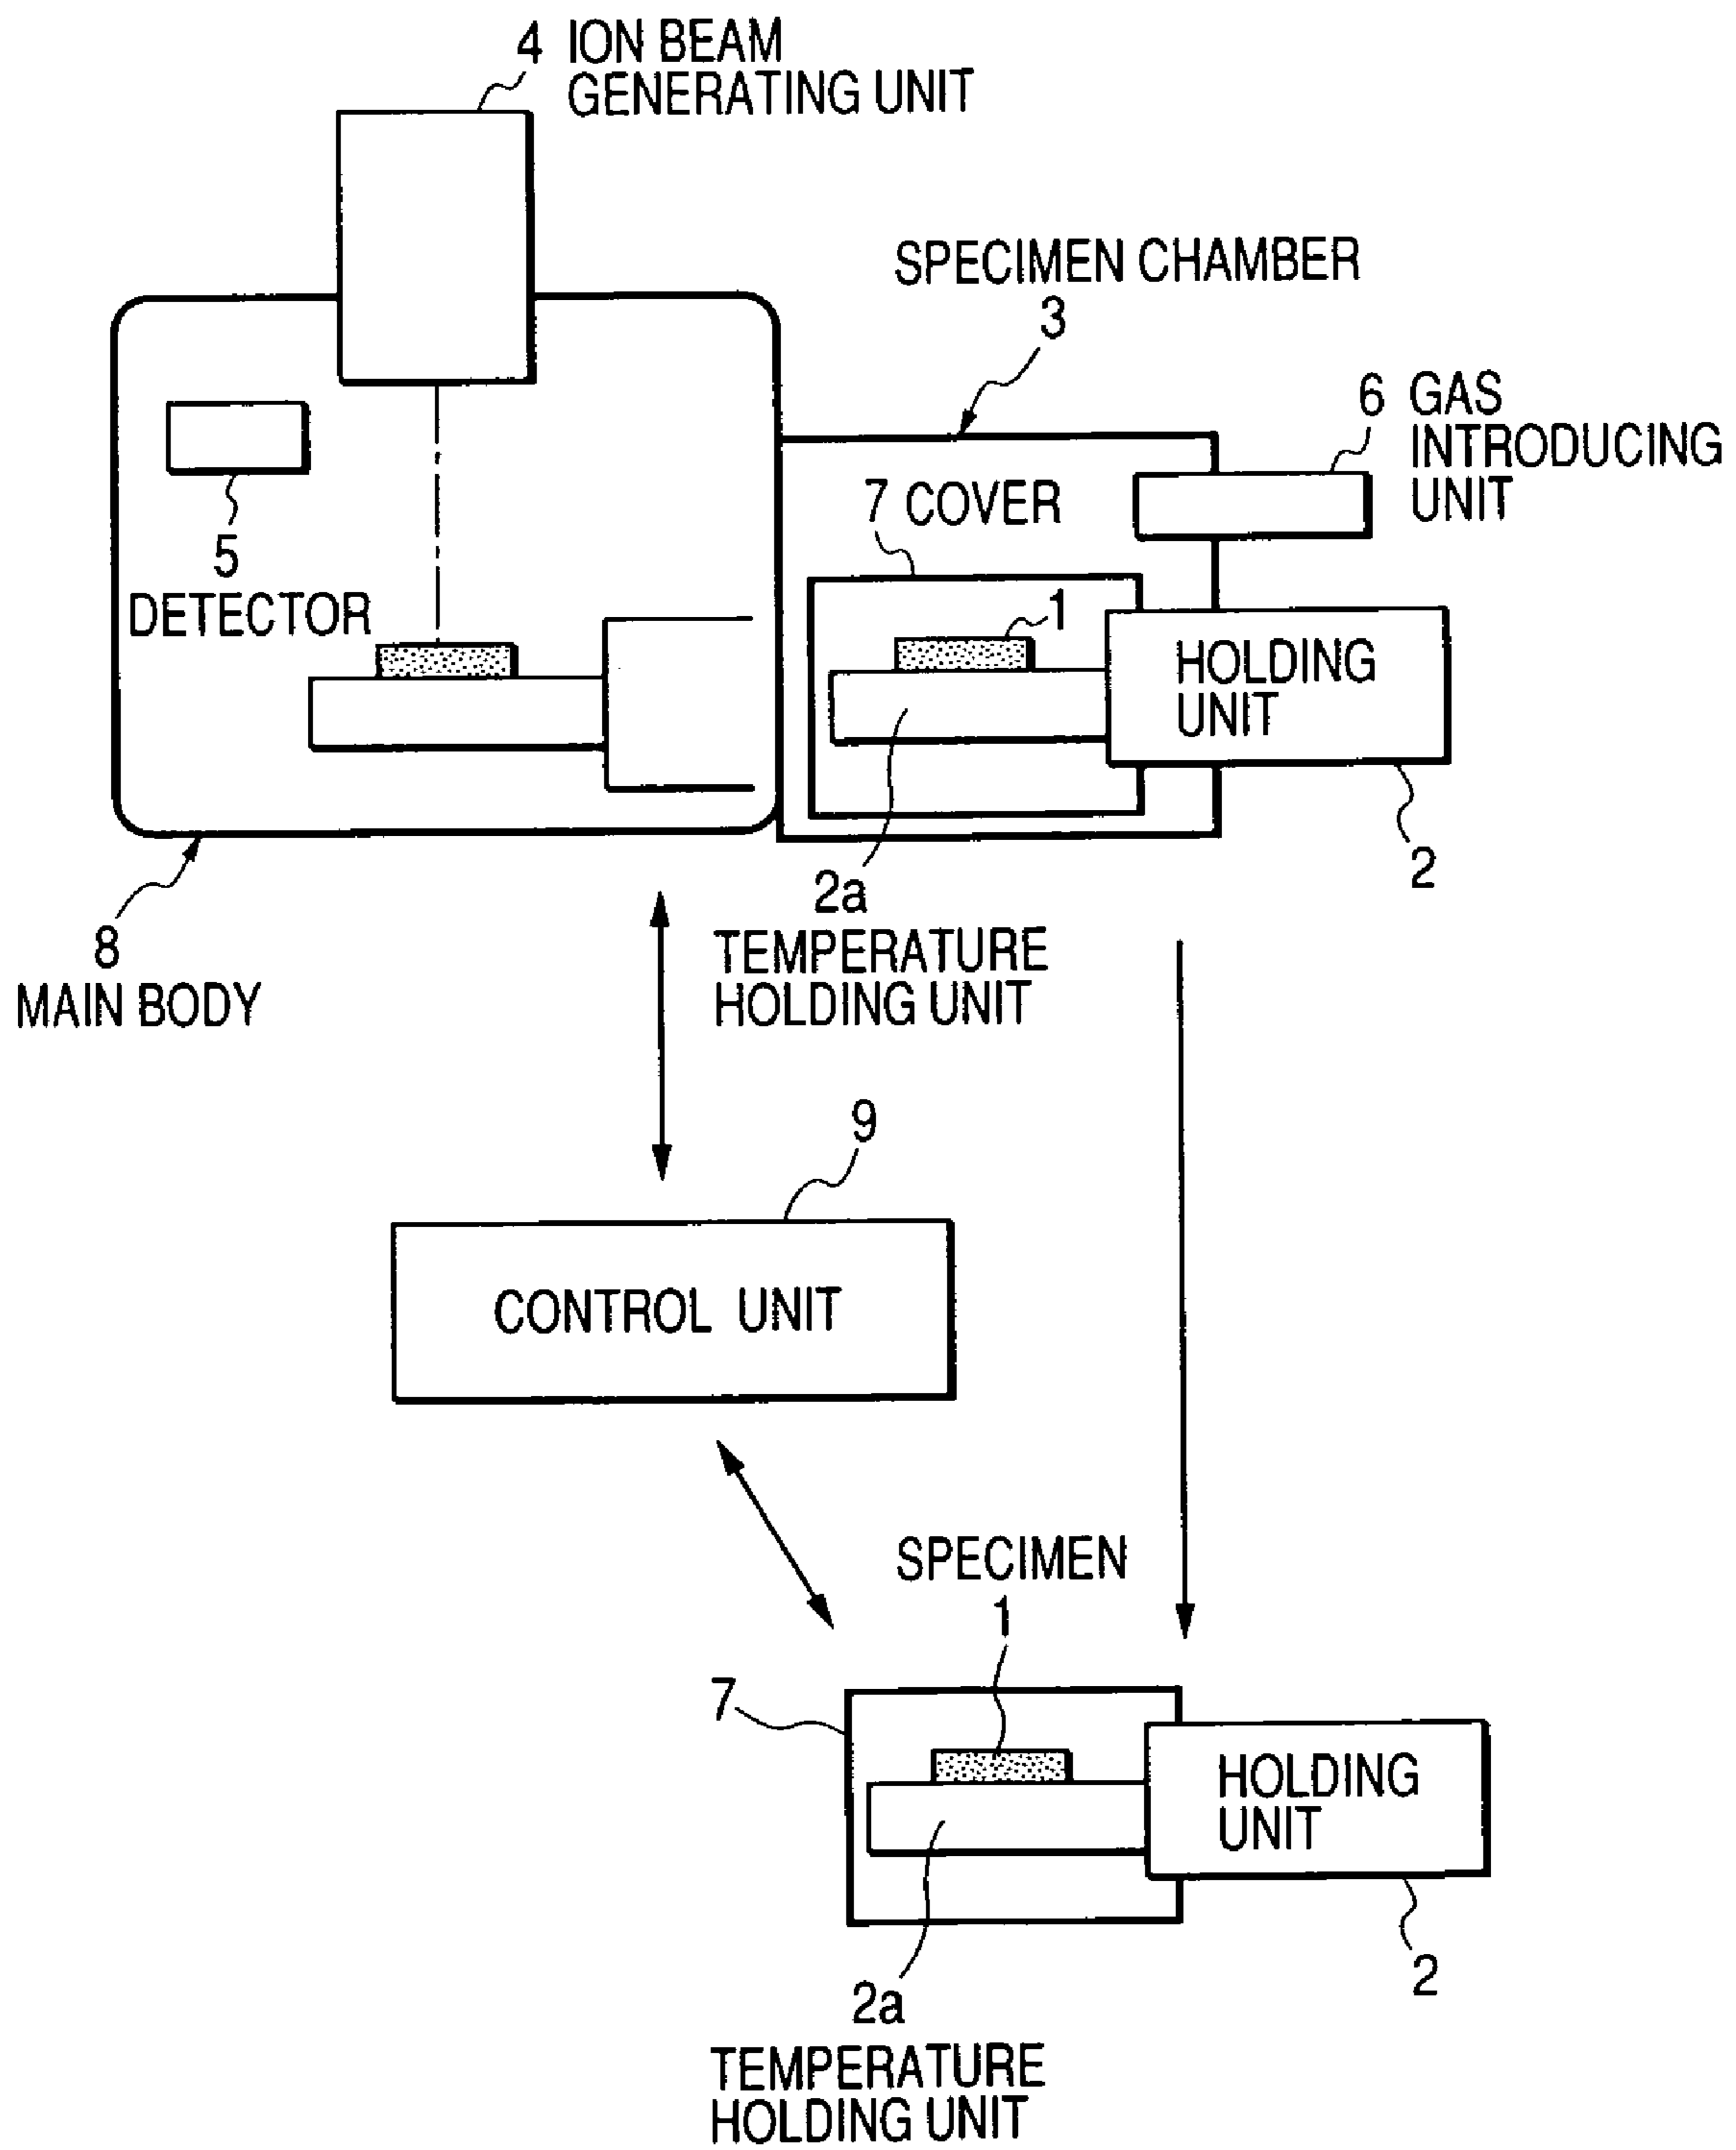 4 ION BEAM
GENERATING UNIT
SPECIMEN CHAMBER
3
6 GAS
INTRODUCING
UNIT
7 COVER
5
DETECTOR
1
HOLDING
UNIT
2
2a
TEMPERATURE
HOLDING UNIT
8
MAIN BODY
9
CONTROL UNIT
SPECIMEN
1
7
HOLDING
UNIT
2
2a
TEMPERATURE
HOLDING UNIT